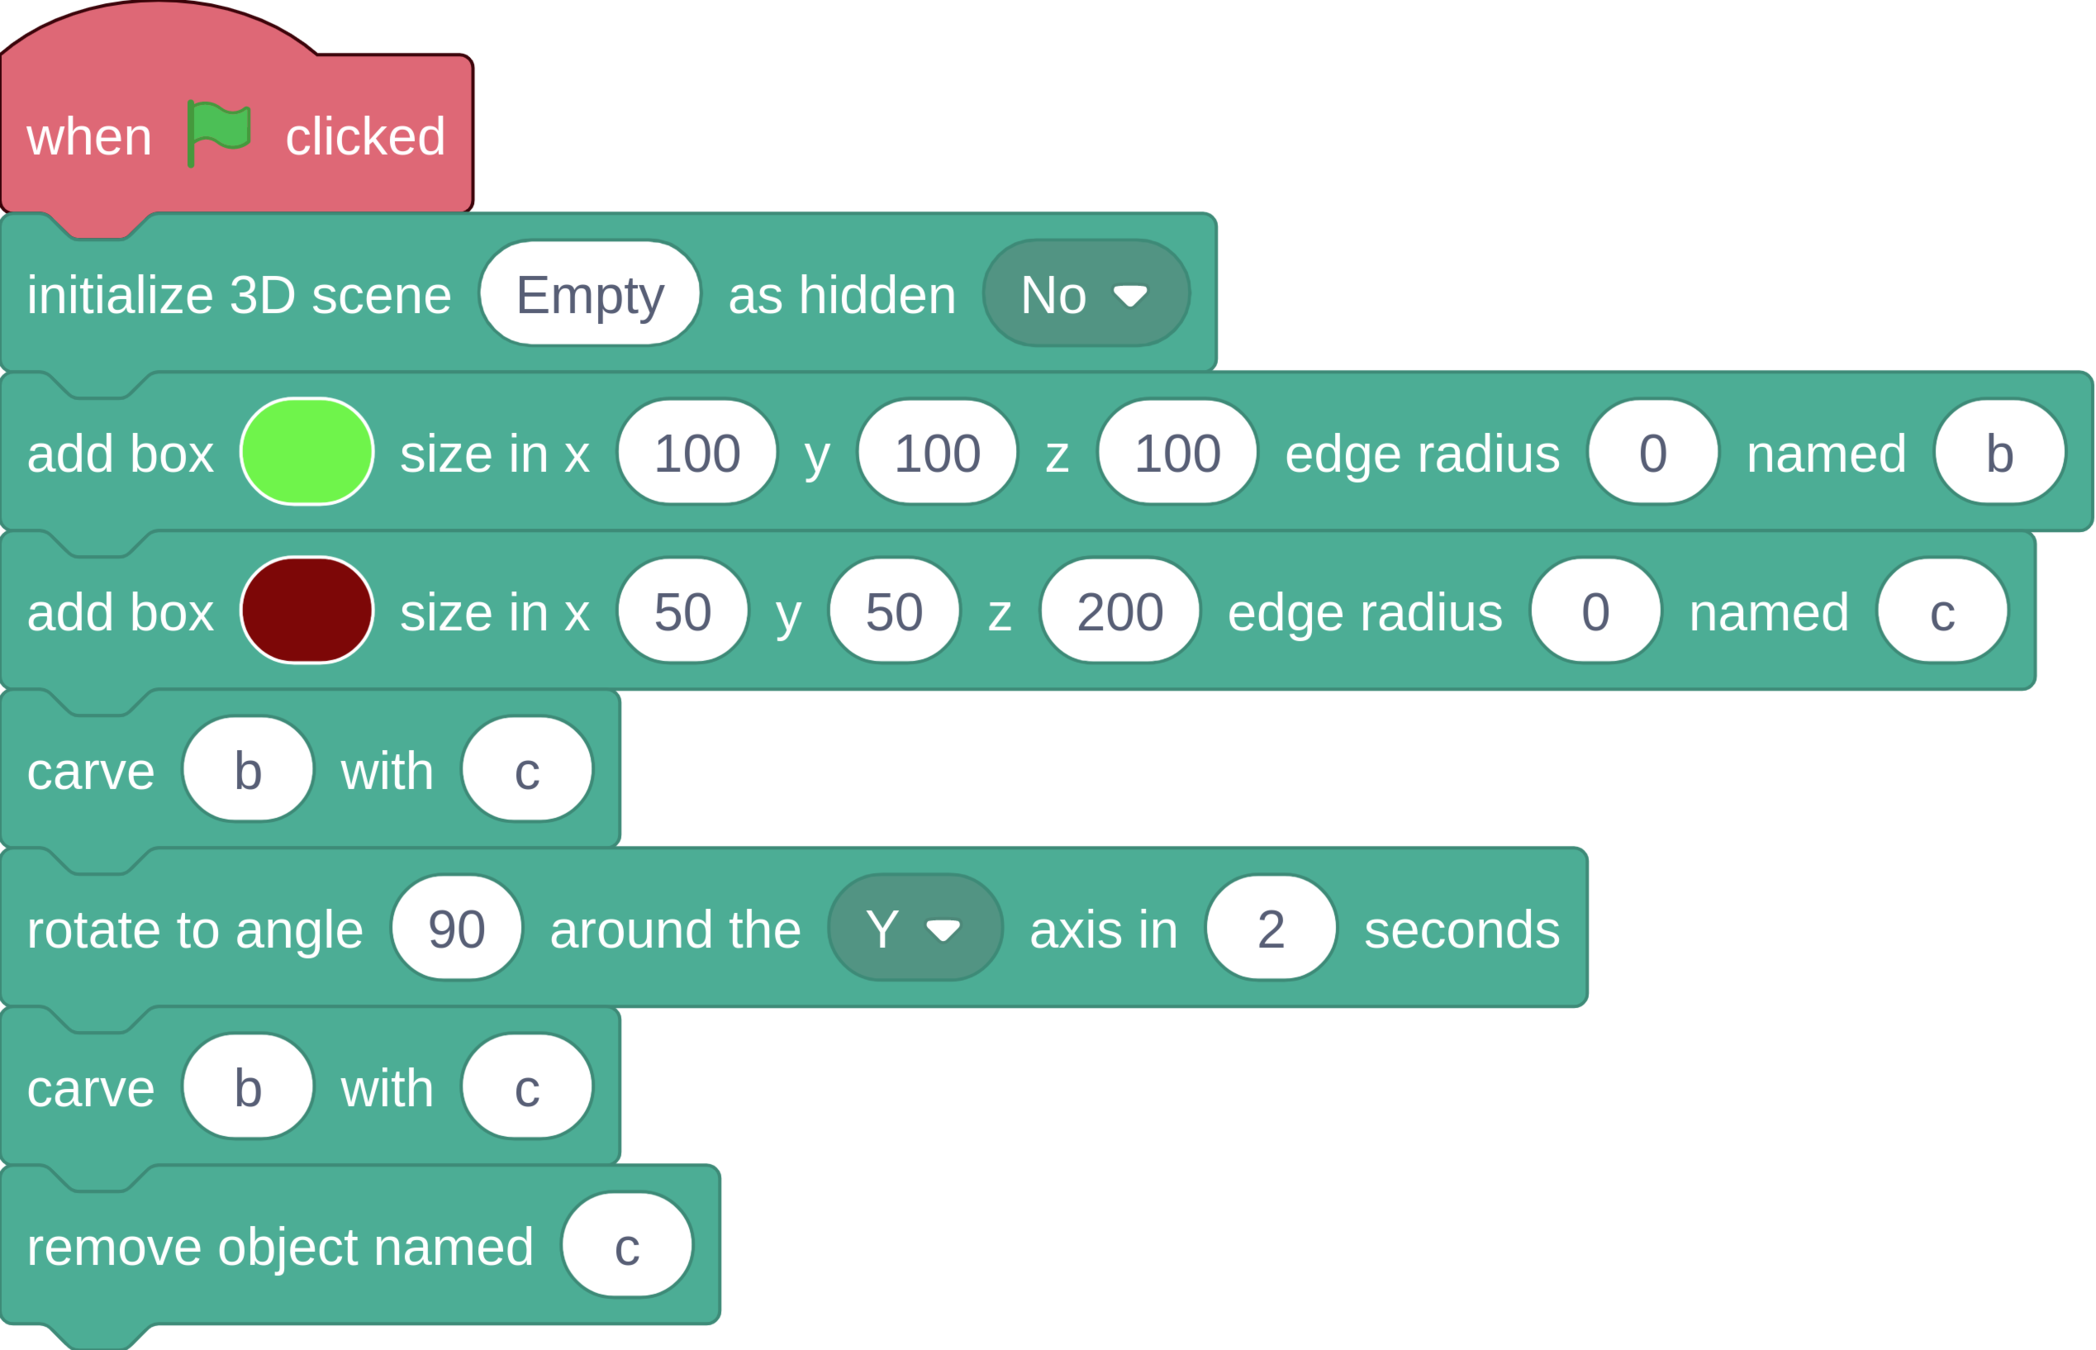 when clicked
initialize 3D scene Empty as hidden No
add box size in x 100 y 100 z 100 edge radius 0 named b
add box size in x 50 y 50 z 200 edge radius 0 named c
carve b with c
rotate to angle 90 around the Y axis in 2 seconds
carve b with c
remove object named c